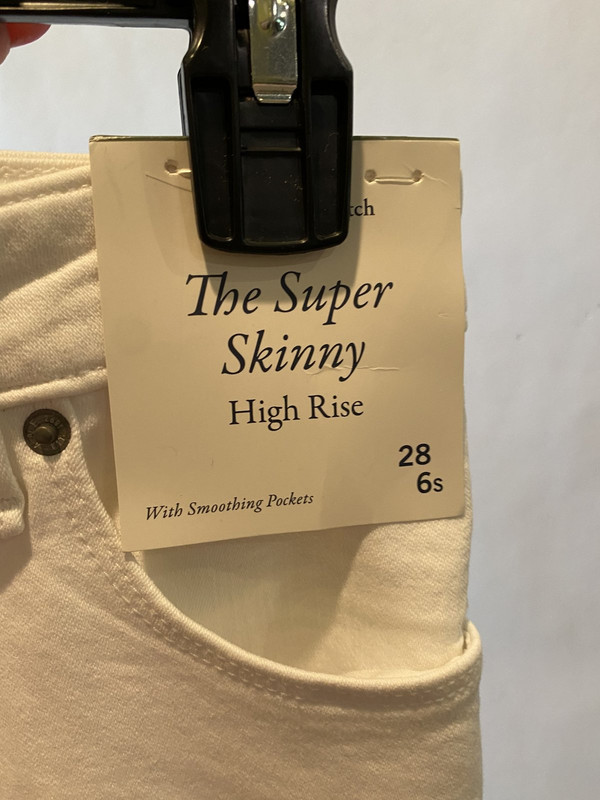 The Super
Skinny
High Rise
28
6s
With Smoothing Pockets